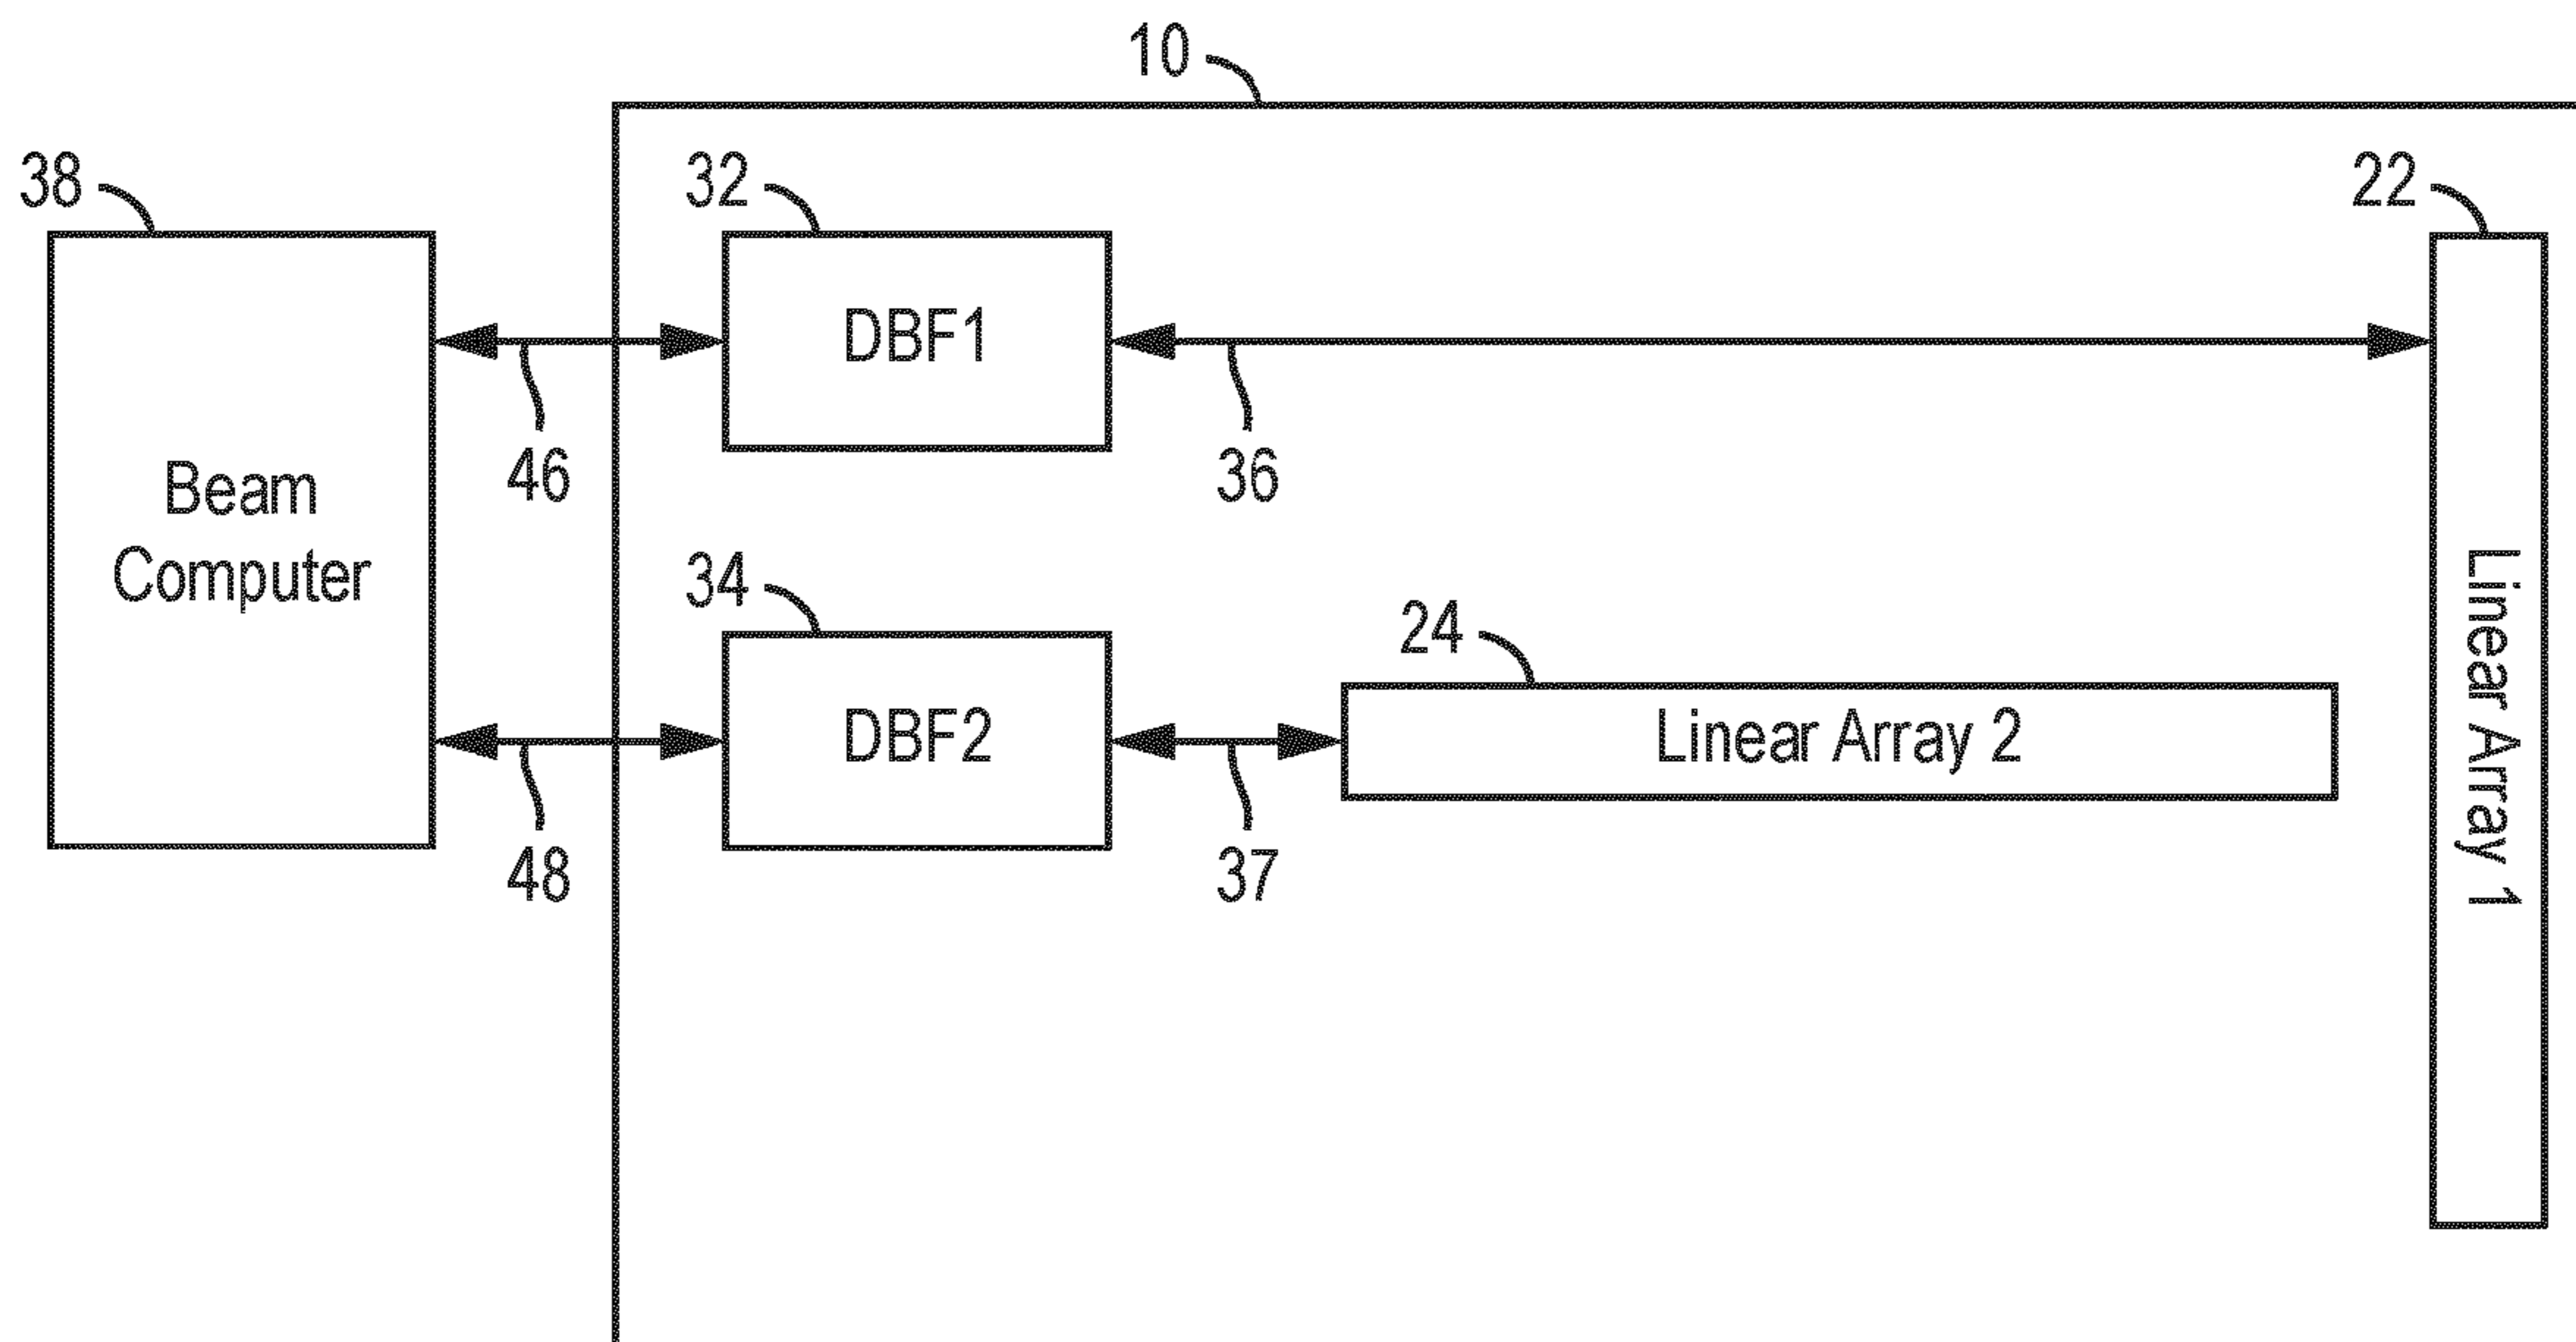 10
38
32
22
DBF1
46
36
Beam
Computer
34
24
DBF2
Linear Array 2
Linear Array 1
48
37